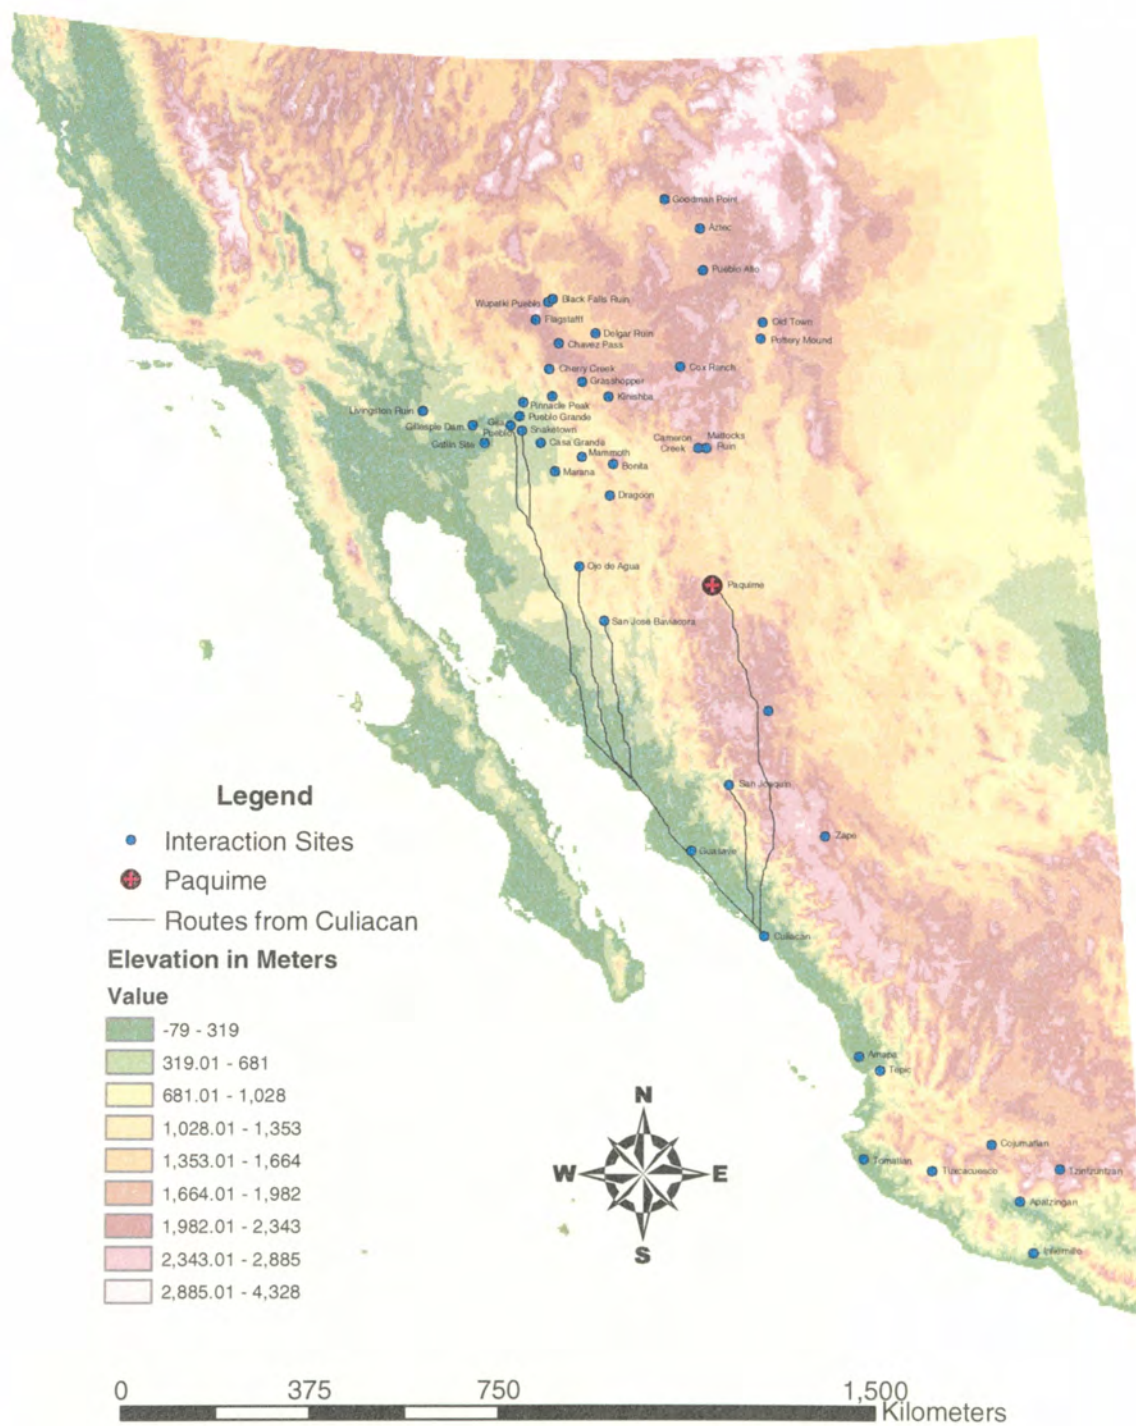 Goodman Point
Aztec
Pueblo Alto
Black Falls Ruin
Wupatki Pueblo
Flagstaff
Old Town
Delgar Ruin
Pottery Mound
Chavez Pass
Cherry Creek
Cox Ranch
Grasshopper
Kinishba
Pinnacle Peak
Livingston Ruin
Pueblo Grande
Gillespie Dam
Gila
Pueblo
Snaketown
Gatlin Site
Casa Grande
Cameron
Creek
Mattocks
Ruin
Mammoth
Bonita
Marana
Dragoon
Ojo de Agua
Paquime
San Jose Baviacora
San Joaquin
Zape
Guasave
Culiacan
Amapa
Tepic
Cojumatlan
Tomatlan
Tuxcacuesco
Tzintzuntzan
Apatzingan
Infiernillo
Legend
Interaction Sites
Paquime
Routes from Culiacan
Elevation in Meters
Value
-79 - 319
319.01 - 681
681.01 - 1,028
1,028.01 - 1,353
1,353.01 - 1,664
1,664.01 - 1,982
1,982.01 - 2,343
2,343.01 - 2,885
2,885.01 - 4,328
N
W E
S
0 375 750 1,500
Kilometers